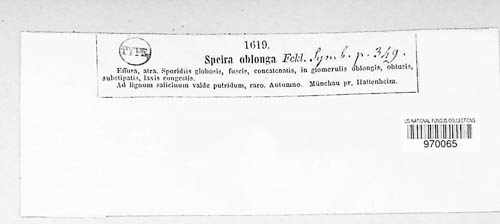 TYPE
1619.
Speira oblonga Fckl. Symb. p. 349.
Effusa, atra. Sporidiis globosis, fuscis, concatenatis, in glomerulis oblongis, obtusis,
substipatis, laxis congestis.
Ad lignum salicinum valde putridum, raro. Autumno. Münchau pr. Hattenheim.
US NATIONAL FUNGUS COLLECTIONS
970065